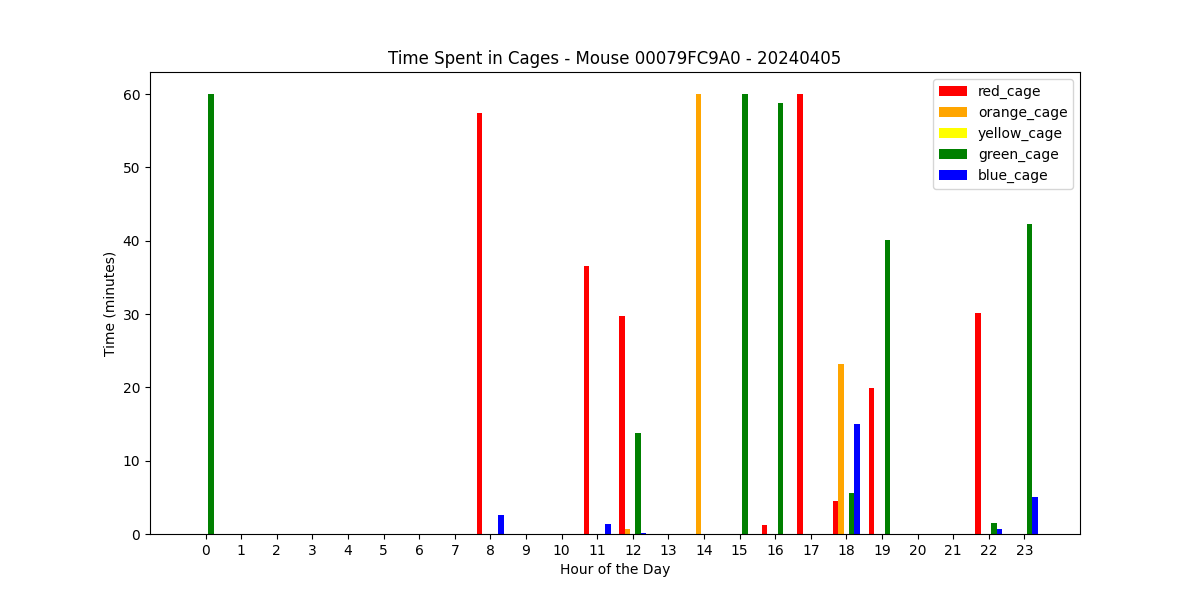 Time Spent in Cages - Mouse 00079FC9A0 - 20240405
60
50
40
30
20
10
0
Time (minutes)
red_cage
orange_cage
yellow_cage
green_cage
blue_cage
0 1 2 3 4 5 6 7 8 9 10 11 12 13 14 15 16 17 18 19 20 21 22 23
Hour of the Day